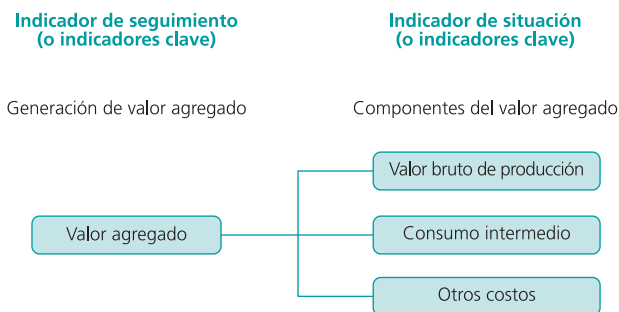 Indicador de seguimiento
(o indicadores clave)
Indicador de situación
(o indicadores clave)
Generación de valor agregado
Componentes del valor agregado
Valor bruto de producción
Valor agregado
Consumo intermedio
Otros costos